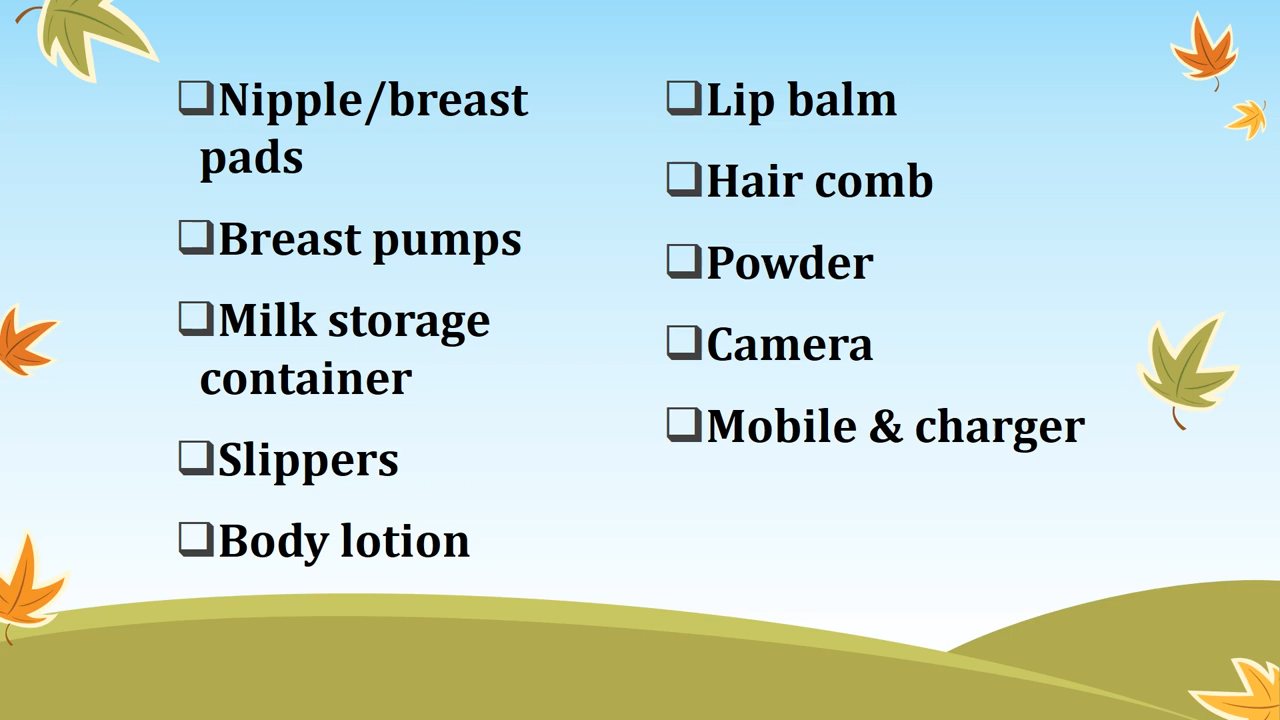 ❑Nipple/breast
pads
❑Breast pumps
❑Milk storage
container
❑Slippers
❑Body lotion
❑Lip balm
❑Hair comb
❑Powder
❑Camera
❑Mobile & charger